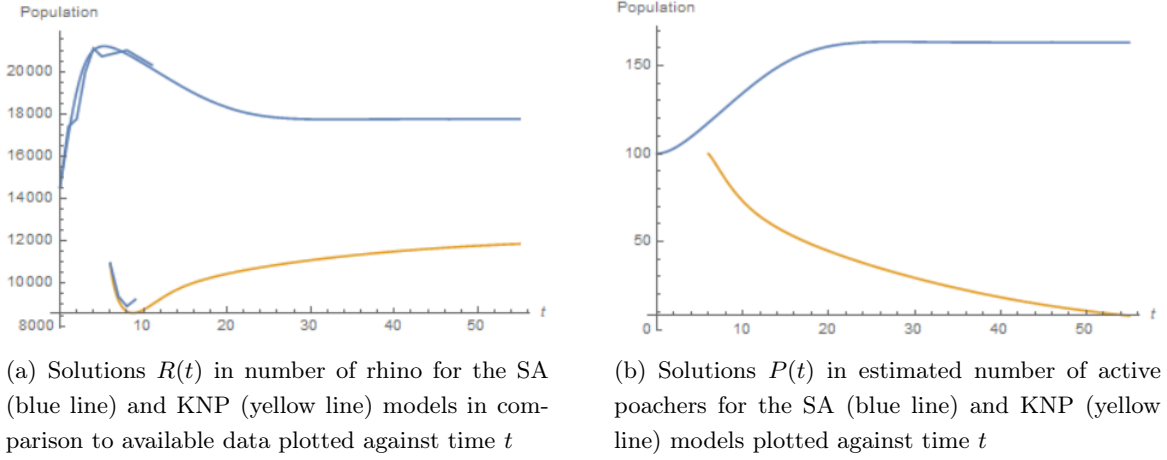 Population
20000
18000
16000
14000
12000
10000
8000
10
20
30
40
50
t
(a) Solutions R(t) in number of rhino for the SA
(blue line) and KNP (yellow line) models in com-
parison to available data plotted against time t
Population
150
100
50
0
10
20
30
40
50
t
(b) Solutions P(t) in estimated number of active
poachers for the SA (blue line) and KNP (yellow
line) models plotted against time t